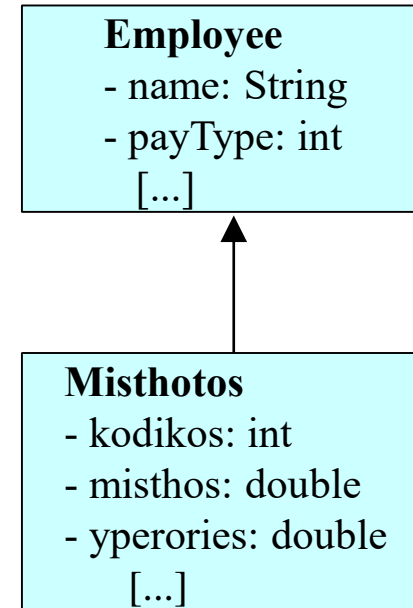 Employee
- name: String
- payType: int
[...]
Misthotos
- kodikos: int
- misthos: double
- yperories: double
[...]